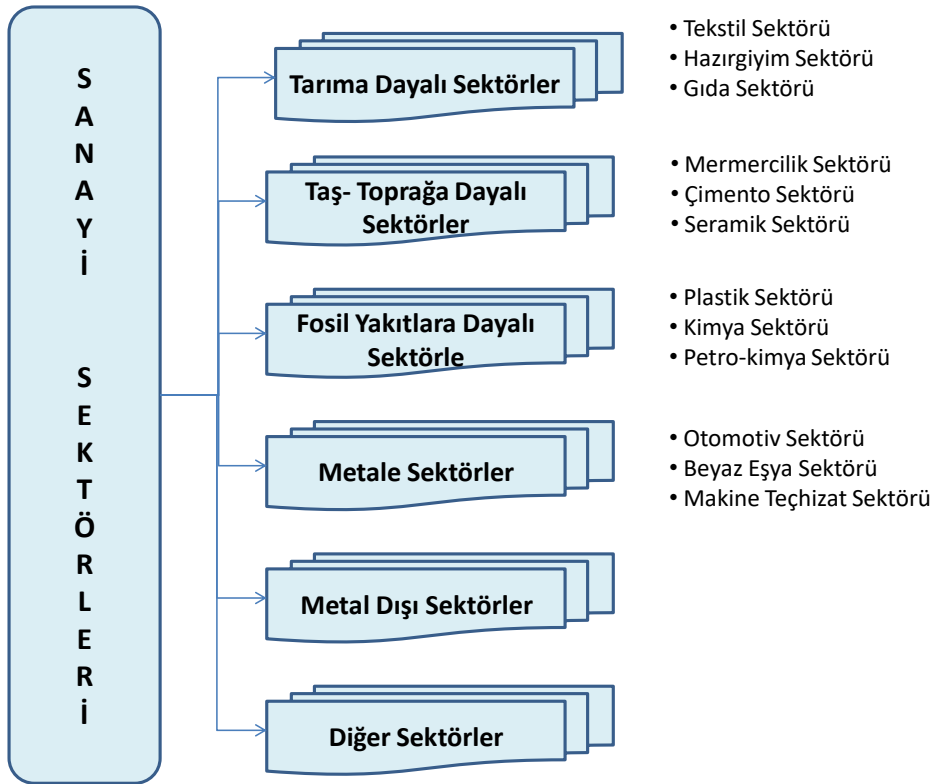 SANAYİ SEKTÖRLERİ
Tarıma Dayalı Sektörler
• Tekstil Sektörü
• Hazırgiyim Sektörü
• Gıda Sektörü
Taş- Toprağa Dayalı
Sektörler
• Mermercilik Sektörü
• Çimento Sektörü
• Seramik Sektörü
Fosil Yakıtlara Dayalı
Sektörle
• Plastik Sektörü
• Kimya Sektörü
• Petro-kimya Sektörü
Metale Sektörler
• Otomotiv Sektörü
• Beyaz Eşya Sektörü
• Makine Teçhizat Sektörü
Metal Dışı Sektörler
Diğer Sektörler